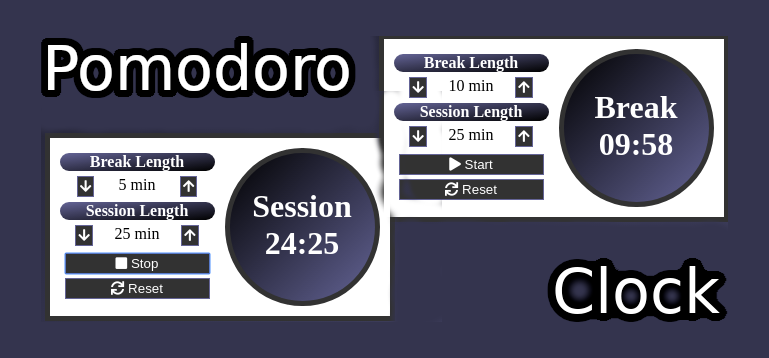 Pomodoro
Break Length
10 min
Session Length
25 min
Start
Reset
Break
09:58
Break Length
5 min
Session Length
25 min
Stop
Reset
Session
24:25
Clock